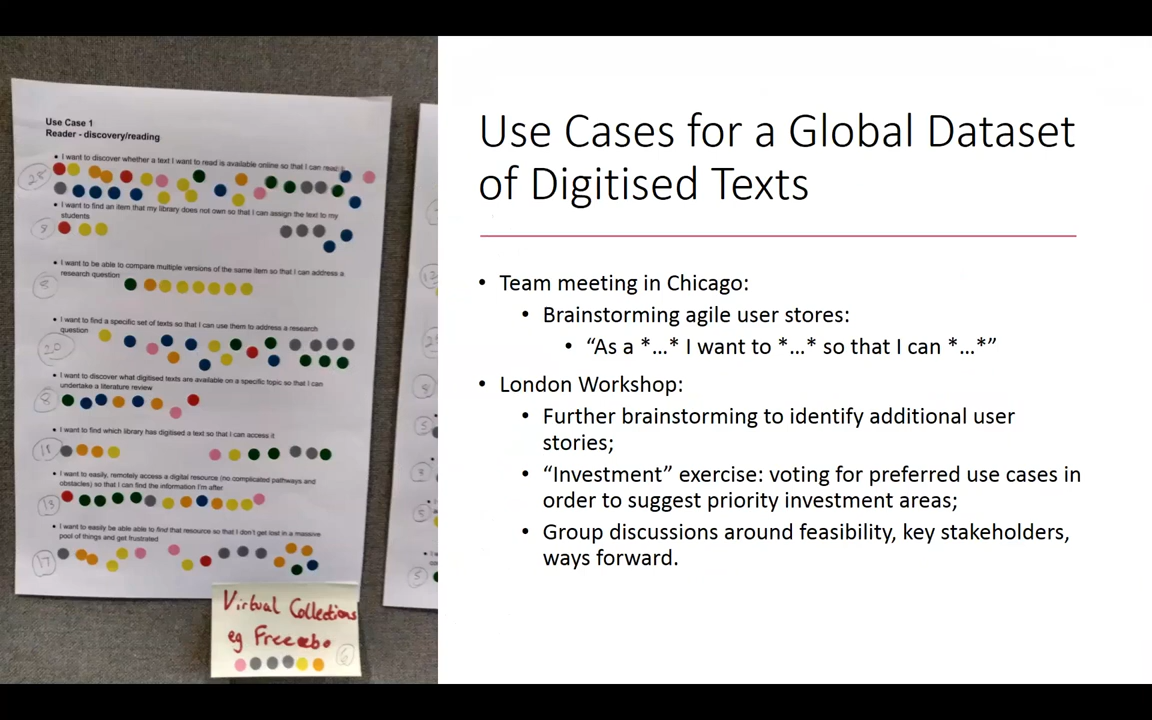 Use Case 1
Reader - discovery/reading
• I want to discover whether a text I want to read is available online so that I can read it
28
• I want to find an item that my library does not own so that I can assign the text to my
students
• I want to be able to compare multiple versions of the same item so that I can address a
research question
8
• I want to find a specific set of texts so that I can use them to address a research
question
20
• I want to discover what digitised texts are available on a specific topic so that I can
undertake a literature review
8
• I want to find which library has digitised a text so that I can access it
11
• I want to easily, remotely access a digital resource (no complicated pathways and
obstacles) so that I can find the information I'm after
13
• I want to easily be able able to find that resource so that I don't get lost in a massive
pool of things and get frustrated
17
Virtual Collections
eg
6
Use Cases for a Global Dataset
of Digitised Texts
• Team meeting in Chicago:
• Brainstorming agile user stores:
• “As a *…* I want to *…* so that I can *…*”
• London Workshop:
• Further brainstorming to identify additional user
stories;
• “Investment” exercise: voting for preferred use cases in
order to suggest priority investment areas;
• Group discussions around feasibility, key stakeholders,
ways forward.